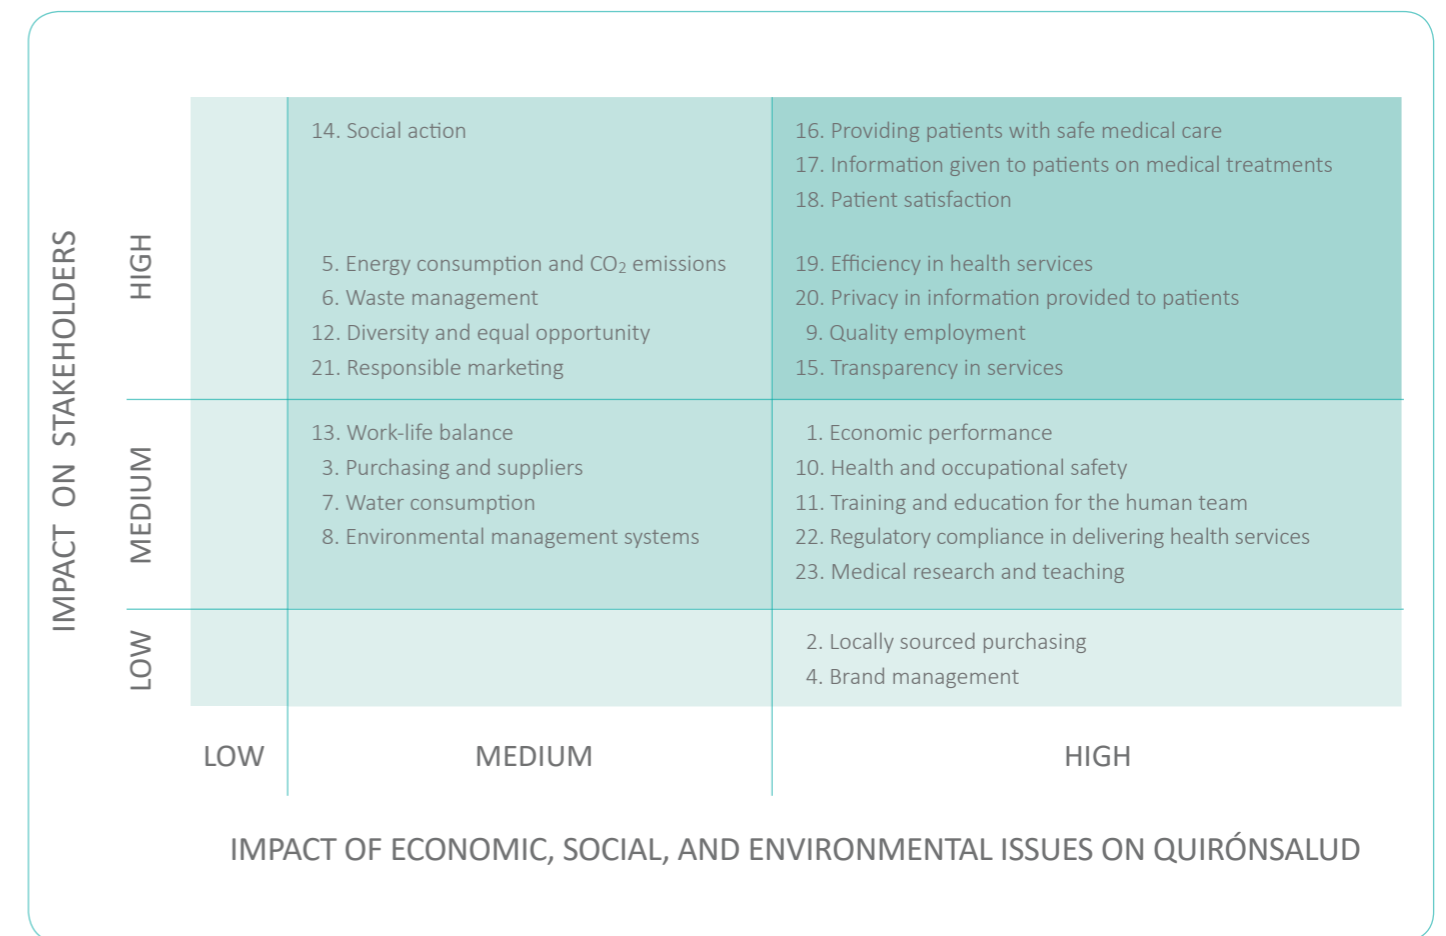 IMPACT ON STAKEHOLDERS
HIGH
14. Social action
5. Energy consumption and CO₂ emissions
6. Waste management
12. Diversity and equal opportunity
21. Responsible marketing
16. Providing patients with safe medical care
17. Information given to patients on medical treatments
18. Patient satisfaction
19. Efficiency in health services
20. Privacy in information provided to patients
9. Quality employment
15. Transparency in services
MEDIUM
13. Work-life balance
3. Purchasing and suppliers
7. Water consumption
8. Environmental management systems
1. Economic performance
10. Health and occupational safety
11. Training and education for the human team
22. Regulatory compliance in delivering health services
23. Medical research and teaching
LOW
2. Locally sourced purchasing
4. Brand management
LOW
MEDIUM
HIGH
IMPACT OF ECONOMIC, SOCIAL, AND ENVIRONMENTAL ISSUES ON QUIRÓNSALUD